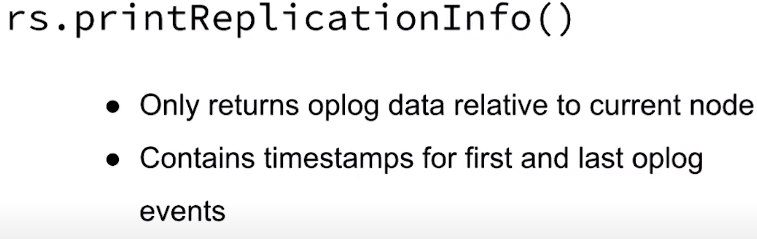 rs.printReplicationInfo()
● Only returns oplog data relative to current node
● Contains timestamps for first and last oplog
events